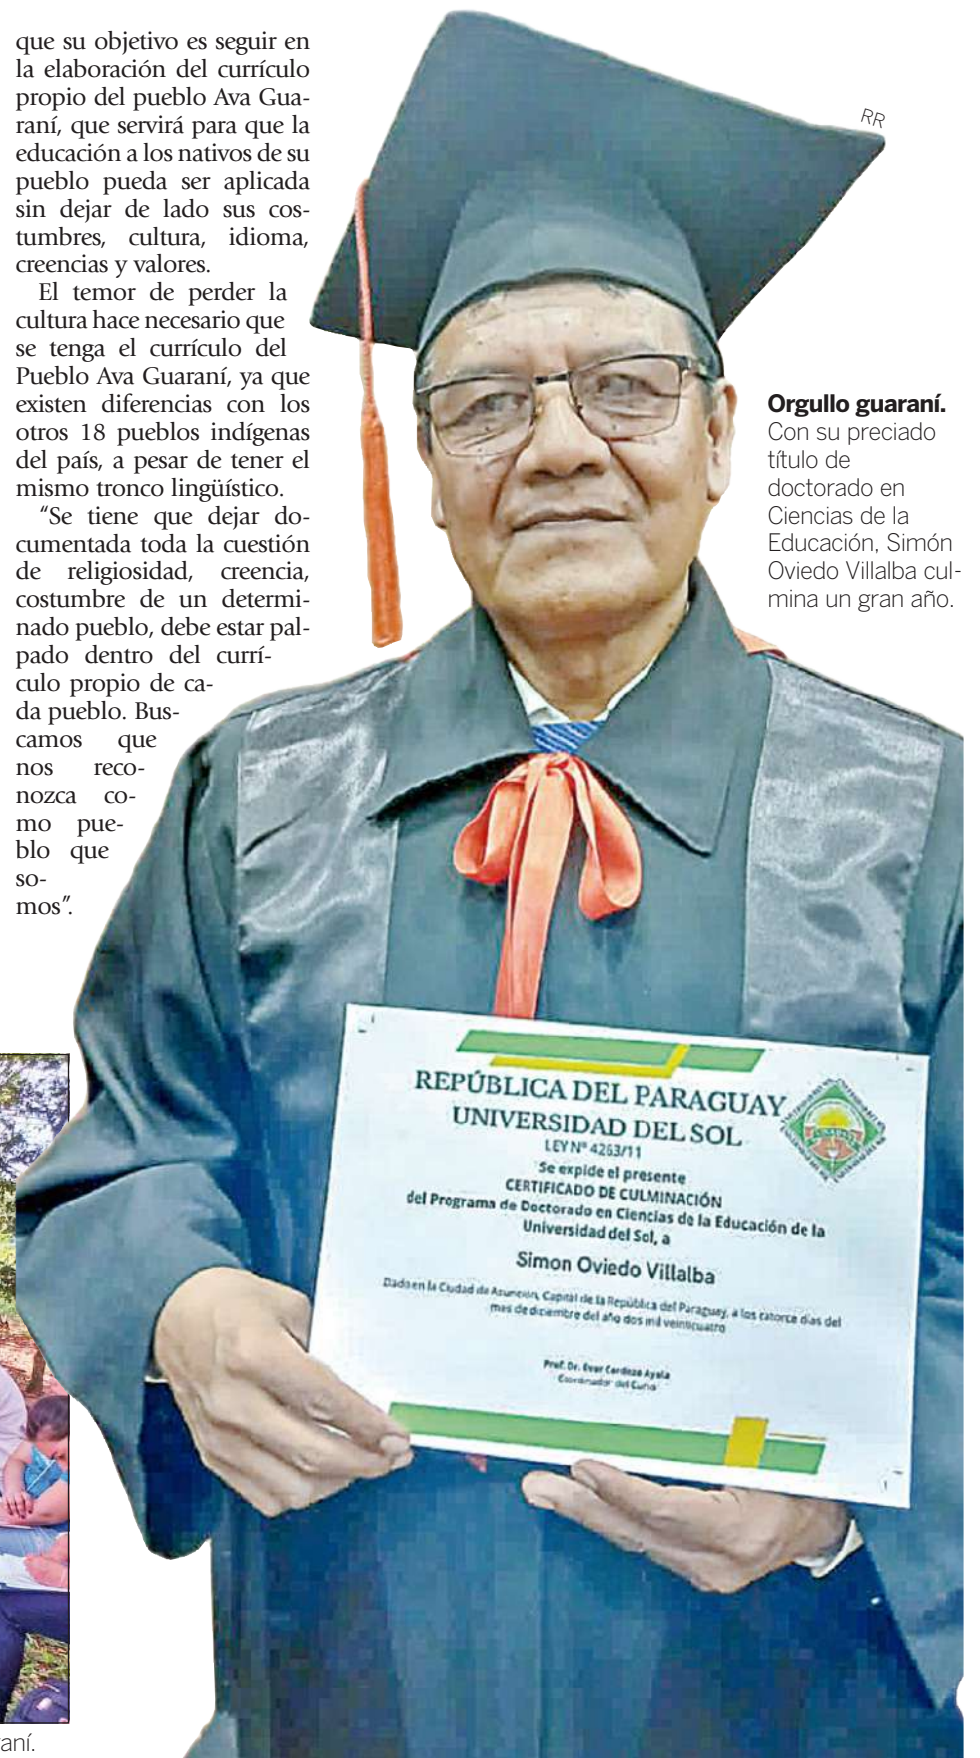 que su objetivo es seguir en
la elaboración del currículo
propio del pueblo Ava Gua-
raní, que servirá para que la
educación a los nativos de su
pueblo pueda ser aplicada
sin dejar de lado sus cos-
tumbres, cultura, idioma,
creencias y valores.
El temor de perder la
cultura hace necesario que
se tenga el currículo del
Pueblo Ava Guaraní, ya que
existen diferencias con los
otros 18 pueblos indígenas
del país, a pesar de tener el
mismo tronco lingüístico.
“Se tiene que dejar do-
cumentada toda la cuestión
de religiosidad, creencia,
costumbre de un determi-
nado pueblo, debe estar pal-
pado dentro del currí-
culo propio de ca-
da pueblo. Bus-
camos que
nos reco-
nozca co-
mo pue-
blo que
so-
mos”.
RR
Orgullo guaraní.
Con su preciado
título de
doctorado en
Ciencias de la
Educación, Simón
Oviedo Villalba cul-
mina un gran año.
REPÚBLICA DEL PARAGUAY
UNIVERSIDAD DEL SOL
LEY Nº 4263/11
Se expide el presente
CERTIFICADO DE CULMINACIÓN
del Programa de Doctorado en Ciencias de la Educación de la
Universidad del Sol, a
Simon Oviedo Villalba
Dado en la Ciudad de Asunción, Capital de la República del Paraguay, a los catorce días del
mes de diciembre del año dos mil veinticuatro
Prof. Dr. Evar Cardozo Ayala
Coordinador del Curso
aní.